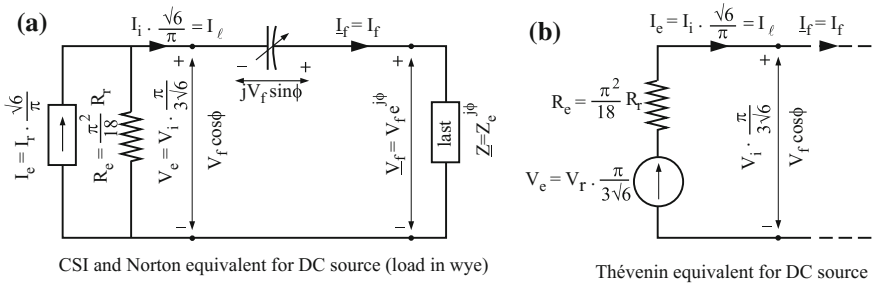 (a)
I_i · √6/π = I_ℓ
I_f = I_f
− +
jV_f sinϕ
I_e = I_r · √6/π
R_e = π²/18 R_r
+
V_e = V_i · π/3√6
V_f cosϕ
−
+
V_f = V_f e^jϕ
−
last
Z = Z_e^jϕ
CSI and Norton equivalent for DC source (load in wye)
(b)
I_e = I_i · √6/π = I_ℓ
I_f = I_f
R_e = π²/18 R_r
V_e = V_r · π/3√6
+
V_i · π/3√6
V_f cosϕ
−
Thévenin equivalent for DC source